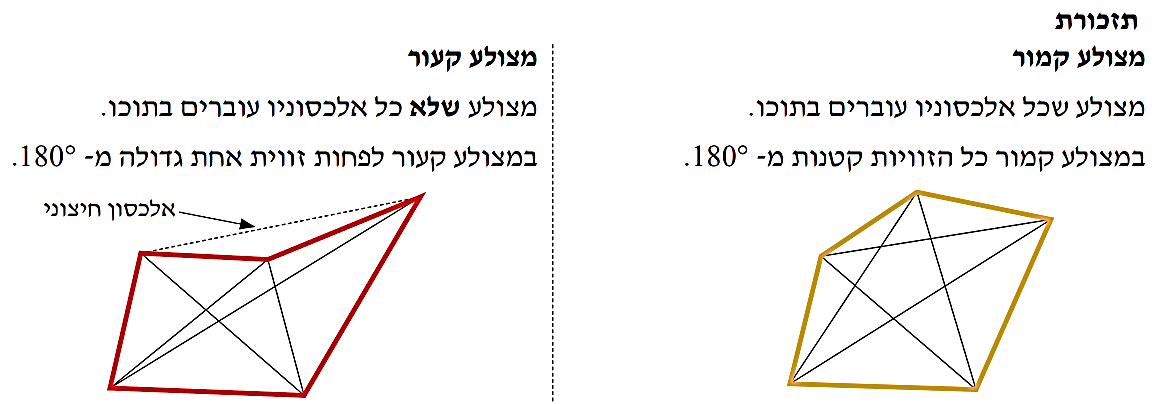 תזכורת
מצולע קמור
מצולע שכל אלכסוניו עוברים בתוכו.
במצולע קמור כל הזוויות קטנות מ- 180°.
מצולע קעור
מצולע שלא כל אלכסוניו עוברים בתוכו.
במצולע קעור לפחות זווית אחת גדולה מ- 180°.
אלכסון חיצוני